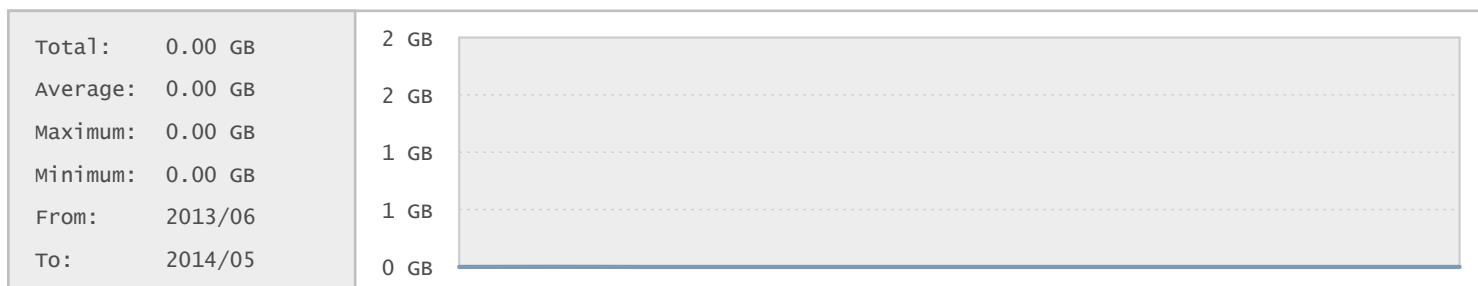 Total: 0.00 GB
Average: 0.00 GB
Maximum: 0.00 GB
Minimum: 0.00 GB
From: 2013/06
To: 2014/05
2 GB
2 GB
1 GB
1 GB
0 GB